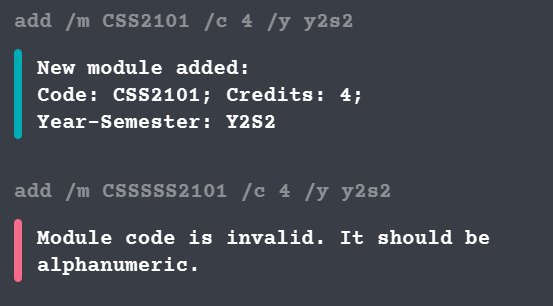 add /m CSS2101 /c 4 /y y2s2
New module added:
Code: CSS2101; Credits: 4;
Year-Semester: Y2S2
add /m CSSSSS2101 /c 4 /y y2s2
Module code is invalid. It should be
alphanumeric.